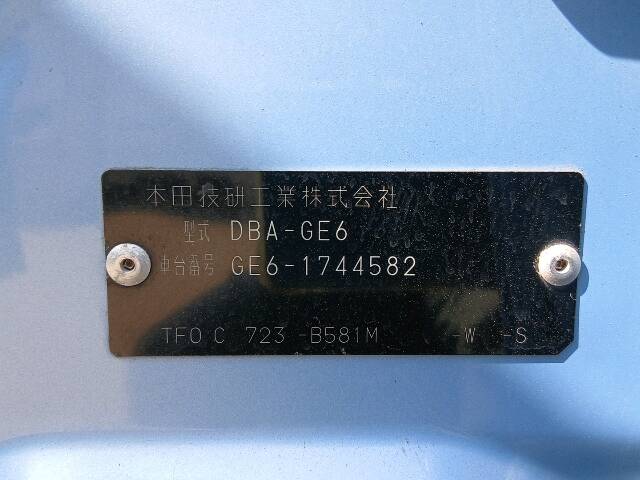 本田技研工業株式会社
型式 DBA-GE6
車台番号 GE6-1744582
TFO C 723 -B581M -W -S